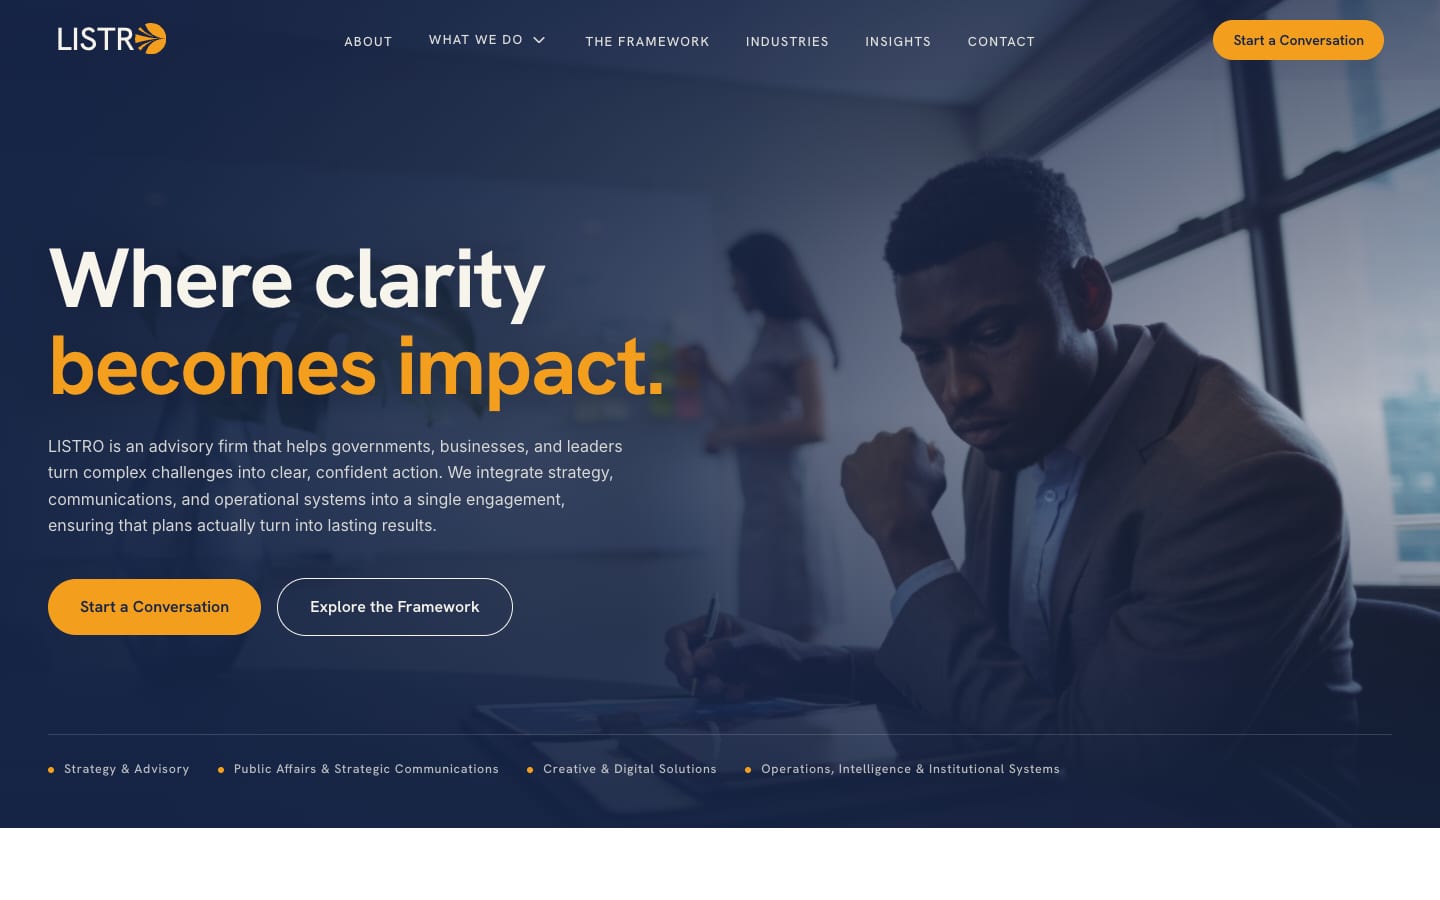 LISTRO
ABOUT
WHAT WE DO
THE FRAMEWORK
INDUSTRIES
INSIGHTS
CONTACT
Start a Conversation
Where clarity
becomes impact.
LISTRO is an advisory firm that helps governments, businesses, and leaders
turn complex challenges into clear, confident action. We integrate strategy,
communications, and operational systems into a single engagement,
ensuring that plans actually turn into lasting results.
Start a Conversation
Explore the Framework
Strategy & Advisory
Public Affairs & Strategic Communications
Creative & Digital Solutions
Operations, Intelligence & Institutional Systems